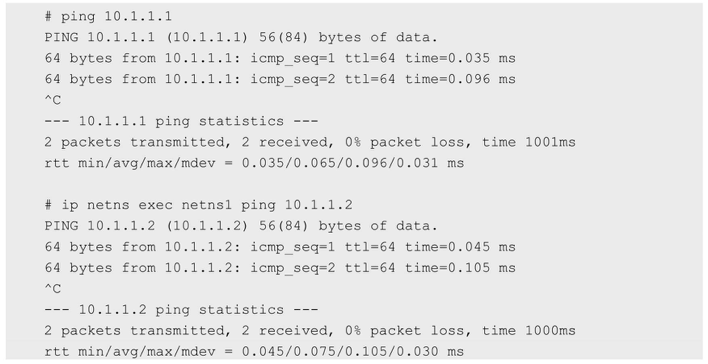 # ping 10.1.1.1
PING 10.1.1.1 (10.1.1.1) 56(84) bytes of data.
64 bytes from 10.1.1.1: icmp_seq=1 ttl=64 time=0.035 ms
64 bytes from 10.1.1.1: icmp_seq=2 ttl=64 time=0.096 ms
^C
--- 10.1.1.1 ping statistics ---
2 packets transmitted, 2 received, 0% packet loss, time 1001ms
rtt min/avg/max/mdev = 0.035/0.065/0.096/0.031 ms

# ip netns exec netns1 ping 10.1.1.2
PING 10.1.1.2 (10.1.1.2) 56(84) bytes of data.
64 bytes from 10.1.1.2: icmp_seq=1 ttl=64 time=0.045 ms
64 bytes from 10.1.1.2: icmp_seq=2 ttl=64 time=0.105 ms
^C
--- 10.1.1.2 ping statistics ---
2 packets transmitted, 2 received, 0% packet loss, time 1000ms
rtt min/avg/max/mdev = 0.045/0.075/0.105/0.030 ms